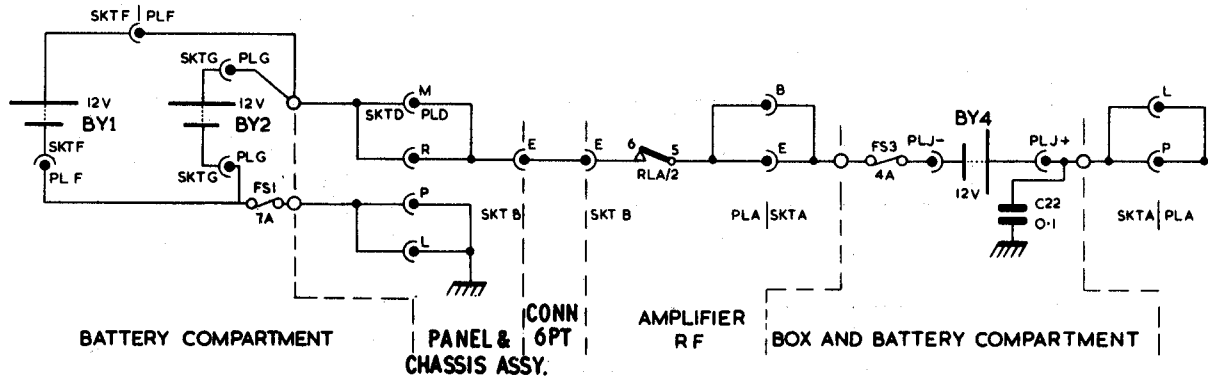 SKT F | PLF
SKTG PLG
12V
BY1
12V
BY2
SKTF
PLF
PLG
SKTG
FS1
7A
M
SKTD PLD
R
P
L
E
E
SKT B
SKT B
6
5
RLA/2
B
E
PLA | SKTA
FS3
4A
PLJ-
BY4
12V
PLJ+
C22
0·1
L
P
SKTA | PLA
BATTERY COMPARTMENT
PANEL &
CHASSIS ASSY.
CONN
6PT
AMPLIFIER
RF
BOX AND BATTERY COMPARTMENT